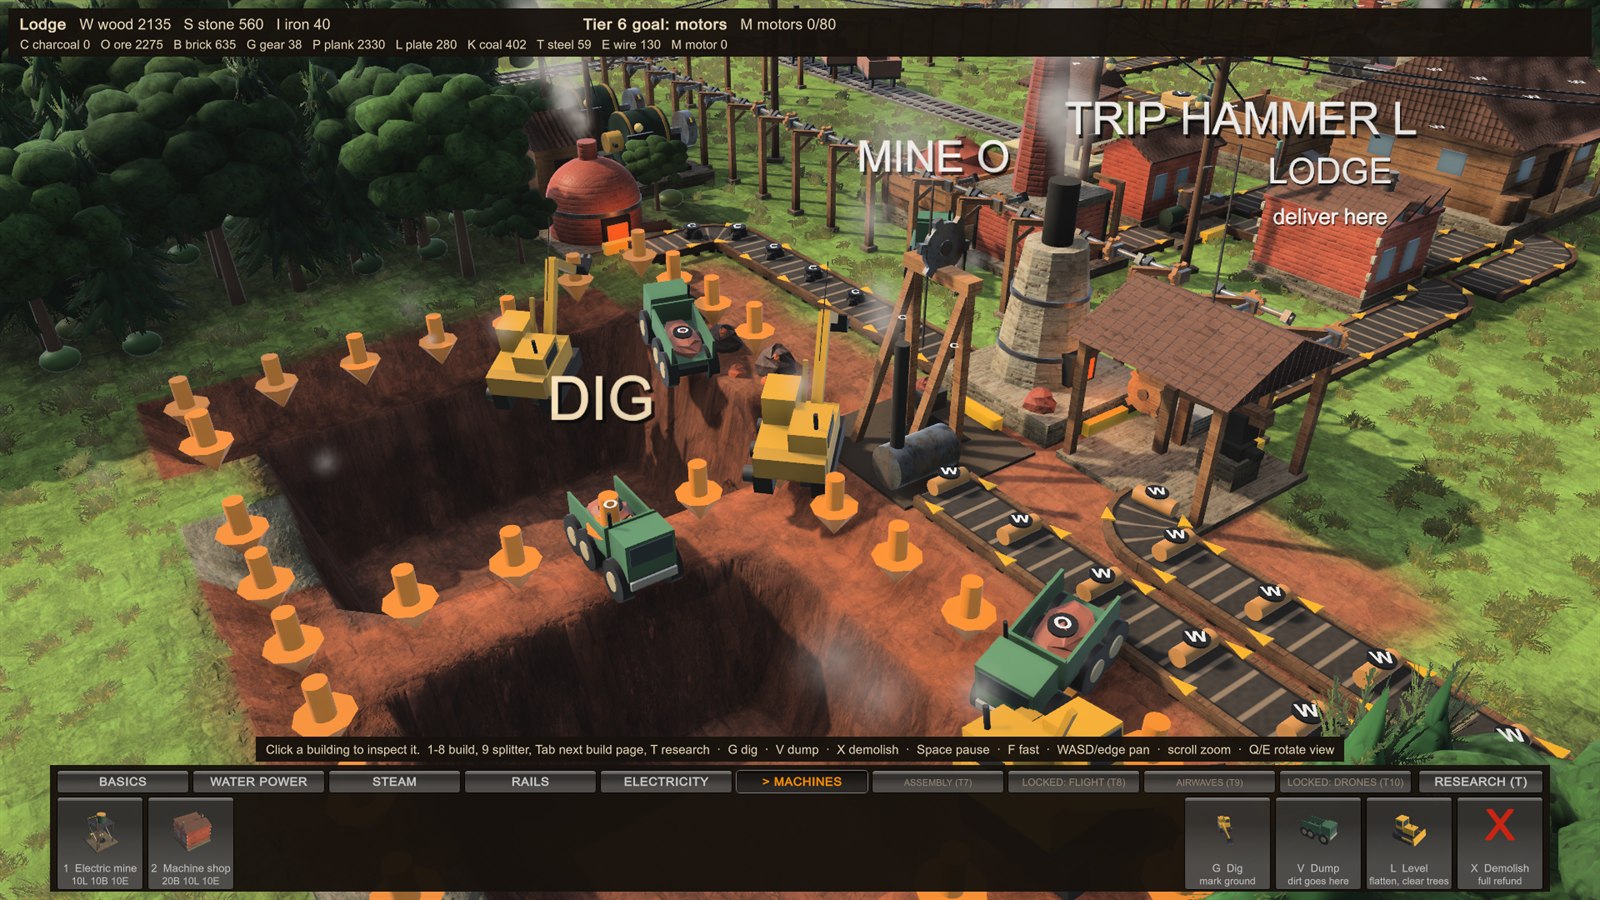 Lodge W wood 2135 S stone 560 I iron 40
Tier 6 goal: motors M motors 0/80
C charcoal 0 O ore 2275 B brick 635 G gear 38 P plank 2330 L plate 280 K coal 402 T steel 59 E wire 130 M motor 0
TRIP HAMMER L
MINE O
LODGE
deliver here
DIG
C
C
C
C
C
C
C
O
O
O
W
W
W
W
W
W
W
W
W
W
Click a building to inspect it. 1-8 build, 9 splitter, Tab next build page, T research · G dig · V dump · X demolish · Space pause · F fast · WASD/edge pan · scroll zoom · Q/E rotate view
BASICS
WATER POWER
STEAM
RAILS
ELECTRICITY
> MACHINES
ASSEMBLY (T7)
LOCKED: FLIGHT (T8)
AIRWAVES (T9)
LOCKED: DRONES (T10)
RESEARCH (T)
1 Electric mine
10L 10B 10E
2 Machine shop
20B 10L 10E
G Dig
mark ground
V Dump
dirt goes here
L Level
flatten, clear trees
X Demolish
full refund